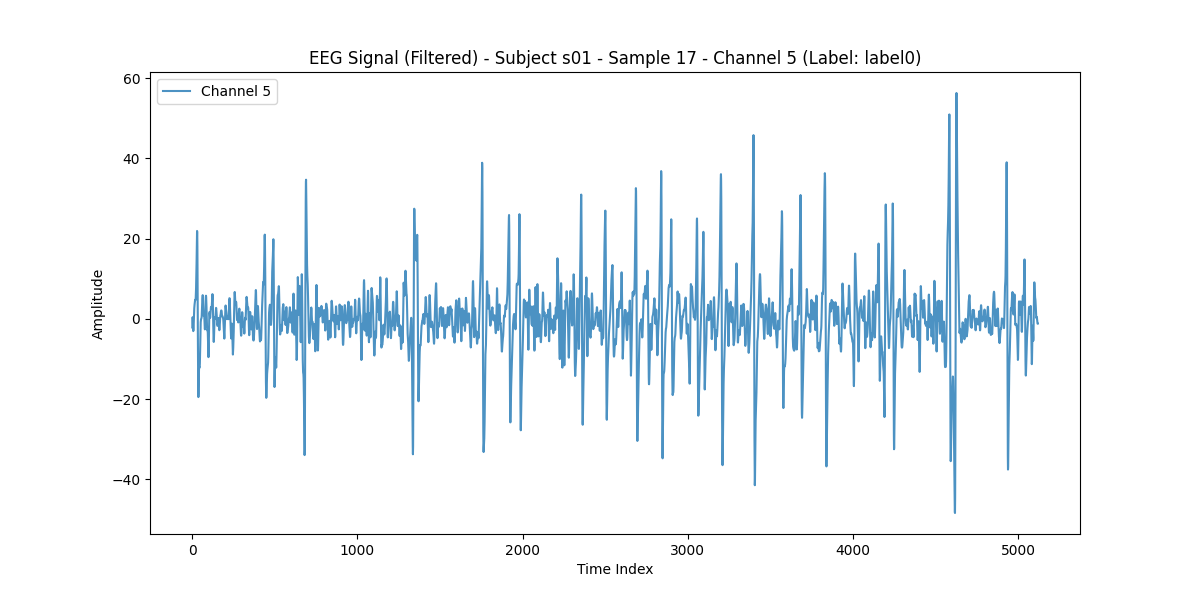 EEG Signal (Filtered) - Subject s01 - Sample 17 - Channel 5 (Label: label0)
Channel 5
60
40
20
0
−20
−40
Amplitude
0 1000 2000 3000 4000 5000
Time Index